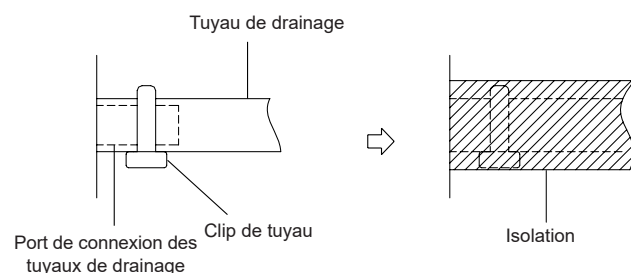 Tuyau de drainage
Clip de tuyau
Port de connexion des
tuyaux de drainage
Isolation